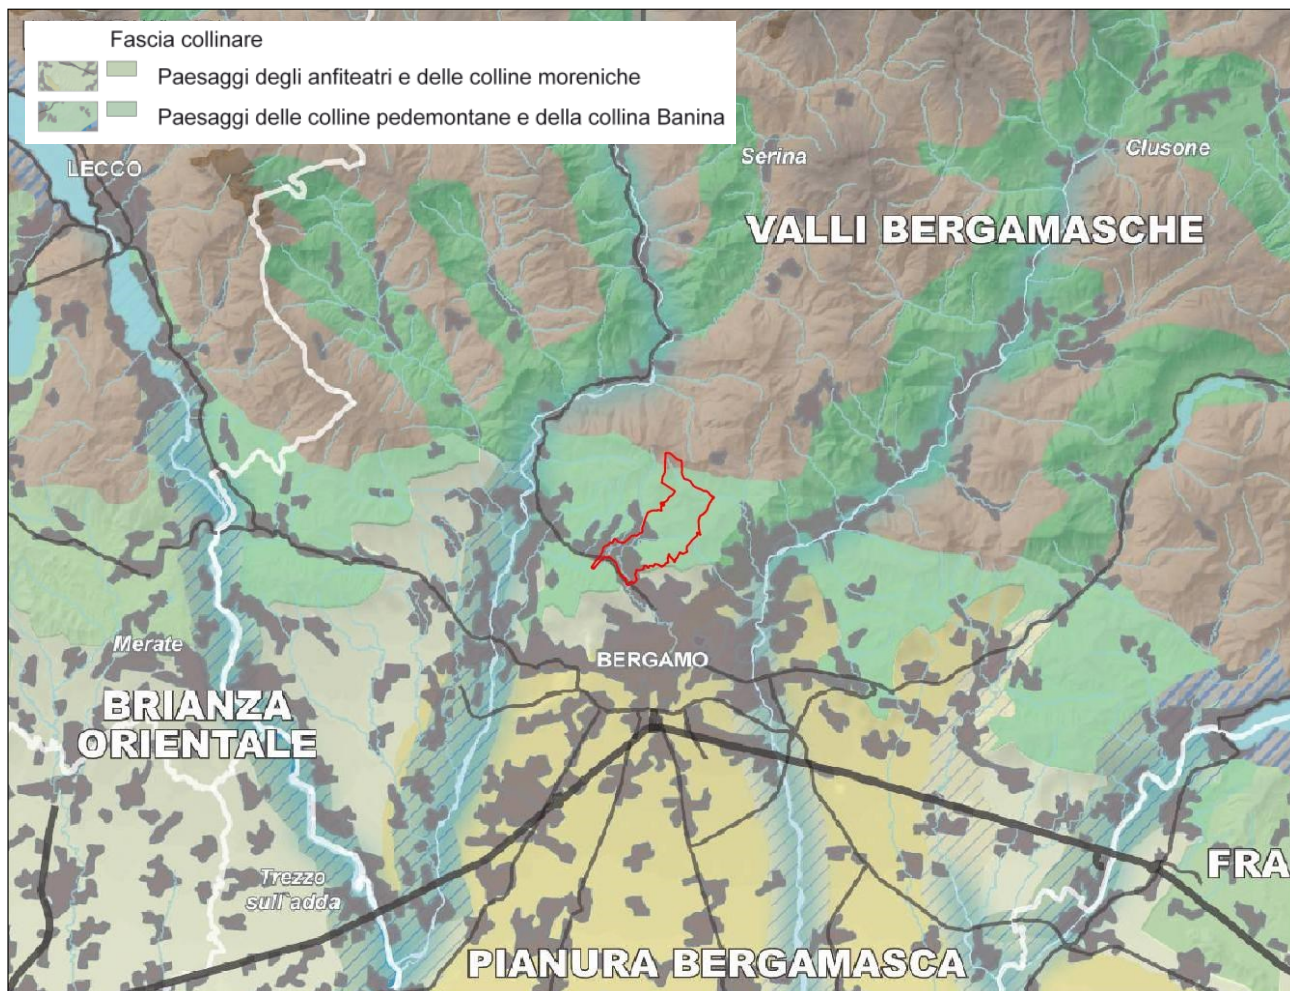 Fascia collinare
Paesaggi degli anfiteatri e delle colline moreniche
Paesaggi delle colline pedemontane e della collina Banina
LECCO
Serina
Clusone
VALLI BERGAMASCHE
Merate
BERGAMO
BRIANZA
ORIENTALE
FRA
Trezzo
sull'adda
PIANURA BERGAMASCA